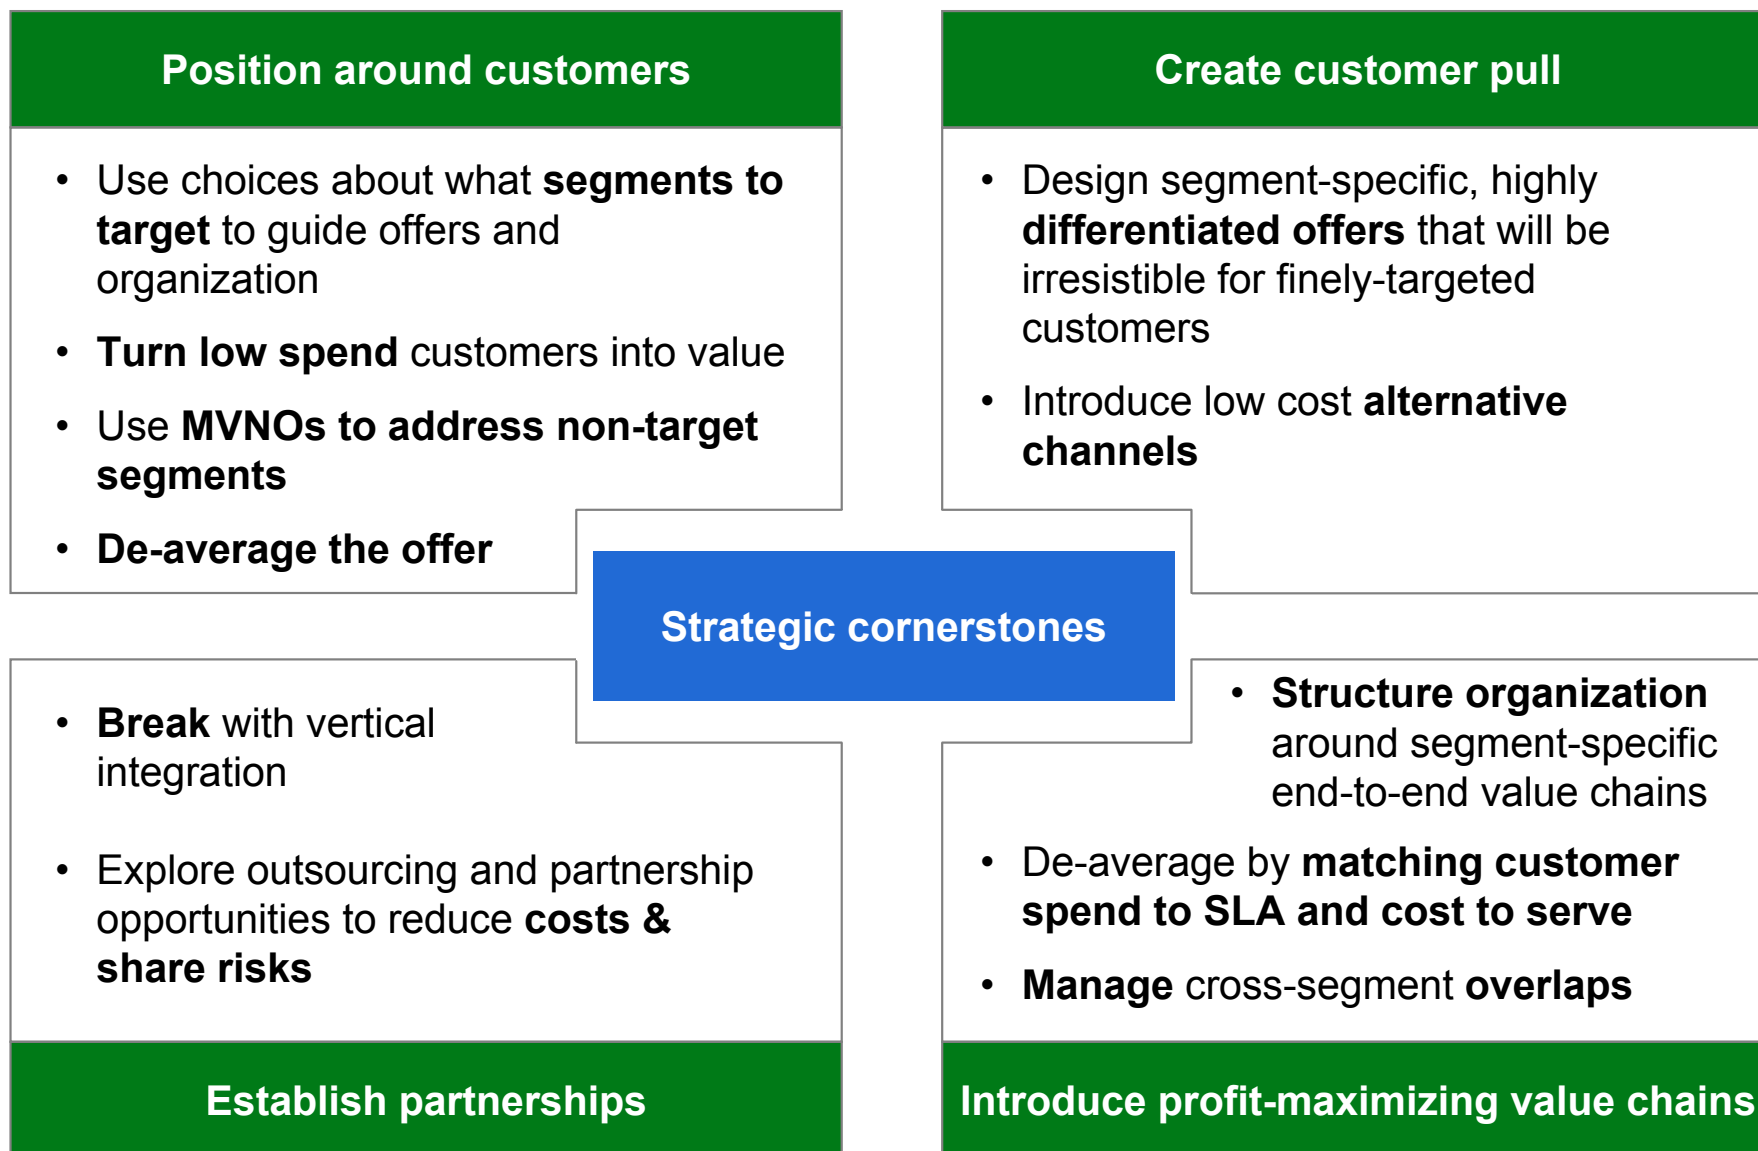 Position around customers
• Use choices about what segments to
target to guide offers and
organization
• Turn low spend customers into value
• Use MVNOs to address non-target
segments
• De-average the offer
Create customer pull
• Design segment-specific, highly
differentiated offers that will be
irresistible for finely-targeted
customers
• Introduce low cost alternative
channels
Strategic cornerstones
• Break with vertical
integration
• Explore outsourcing and partnership
opportunities to reduce costs &
share risks
Establish partnerships
• Structure organization
around segment-specific
end-to-end value chains
• De-average by matching customer
spend to SLA and cost to serve
• Manage cross-segment overlaps
Introduce profit-maximizing value chains